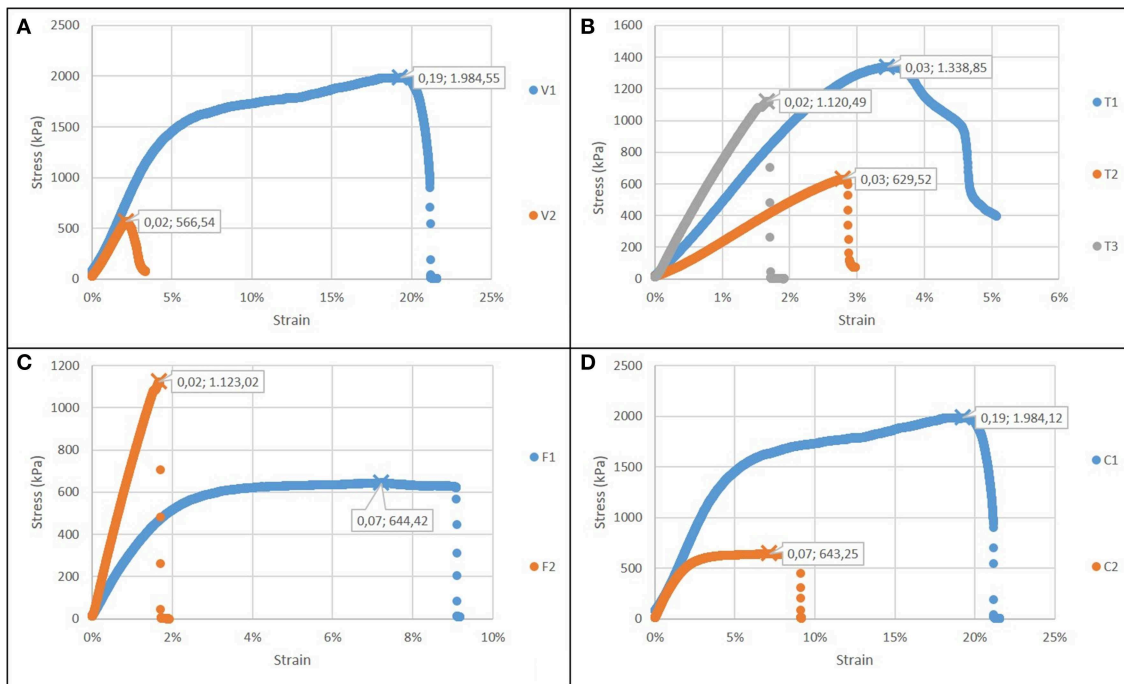 A
2500
2000
1500
1000
500
0
Stress (kPa)
0,19; 1.984,55
0,02; 566,54
0%
5%
10%
15%
20%
25%
Strain
V1
V2
B
1600
1400
1200
1000
800
600
400
200
0
Stress (kPa)
0,03; 1.338,85
0,02; 1.120,49
0,03; 629,52
0%
1%
2%
3%
4%
5%
6%
Strain
T1
T2
T3
C
1200
1000
800
600
400
200
0
Stress (kPa)
0,02; 1.123,02
0,07; 644,42
0%
2%
4%
6%
8%
10%
Strain
F1
F2
D
2500
2000
1500
1000
500
0
Stress (kPa)
0,19; 1.984,12
0,07; 643,25
0%
5%
10%
15%
20%
25%
Strain
C1
C2